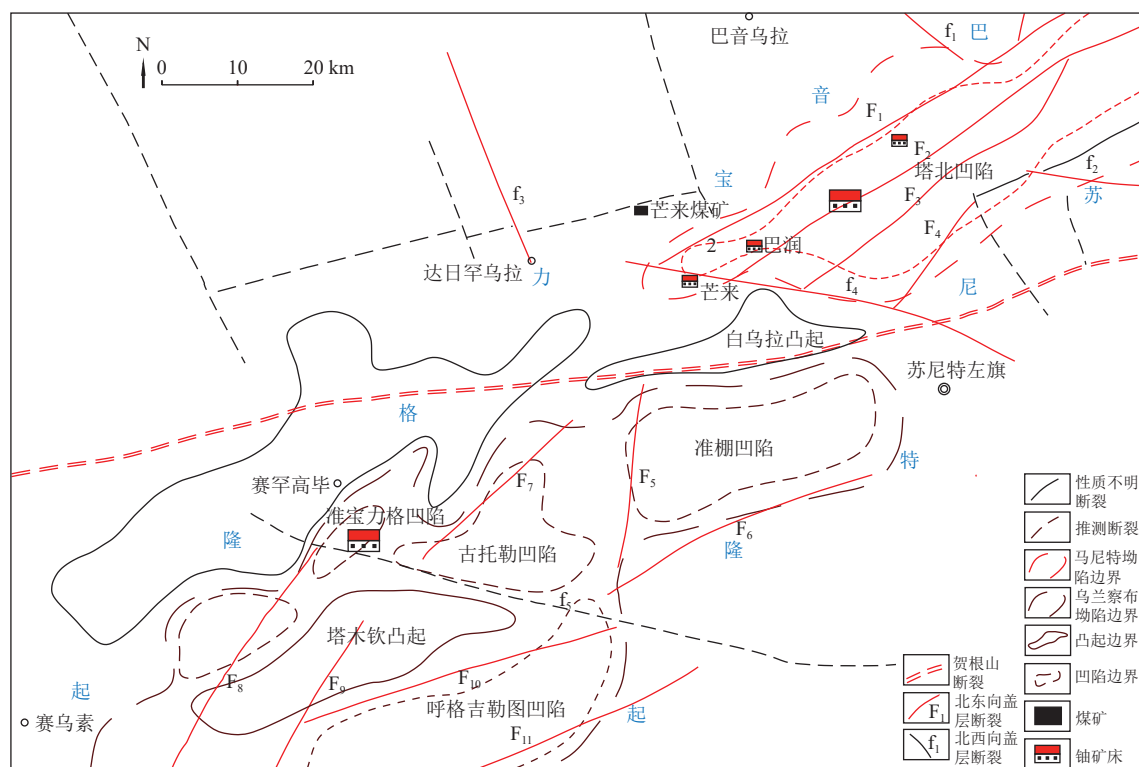 N
0 10 20 km
巴音乌拉
f₁
巴
音
F₁
F₂
塔北凹陷
f₂
F₃
苏
宝
芒来煤矿
f₃
F₄
2
巴润
达日罕乌拉
力
芒来
f₄
尼
白乌拉凸起
苏尼特左旗
格
准棚凹陷
特
赛罕高毕
F₇
F₅
准宝力格凹陷
隆
古托勒凹陷
F₆
隆
f₅
塔木钦凸起
F₈
F₉
F₁₀
起
赛乌素
呼格吉勒图凹陷
起
F₁₁
性质不明
断裂
推测断裂
马尼特坳
陷边界
乌兰察布
坳陷边界
凸起边界
贺根山
断裂
凹陷边界
F₁
北东向盖
层断裂
煤矿
f₁
北西向盖
层断裂
铀矿床